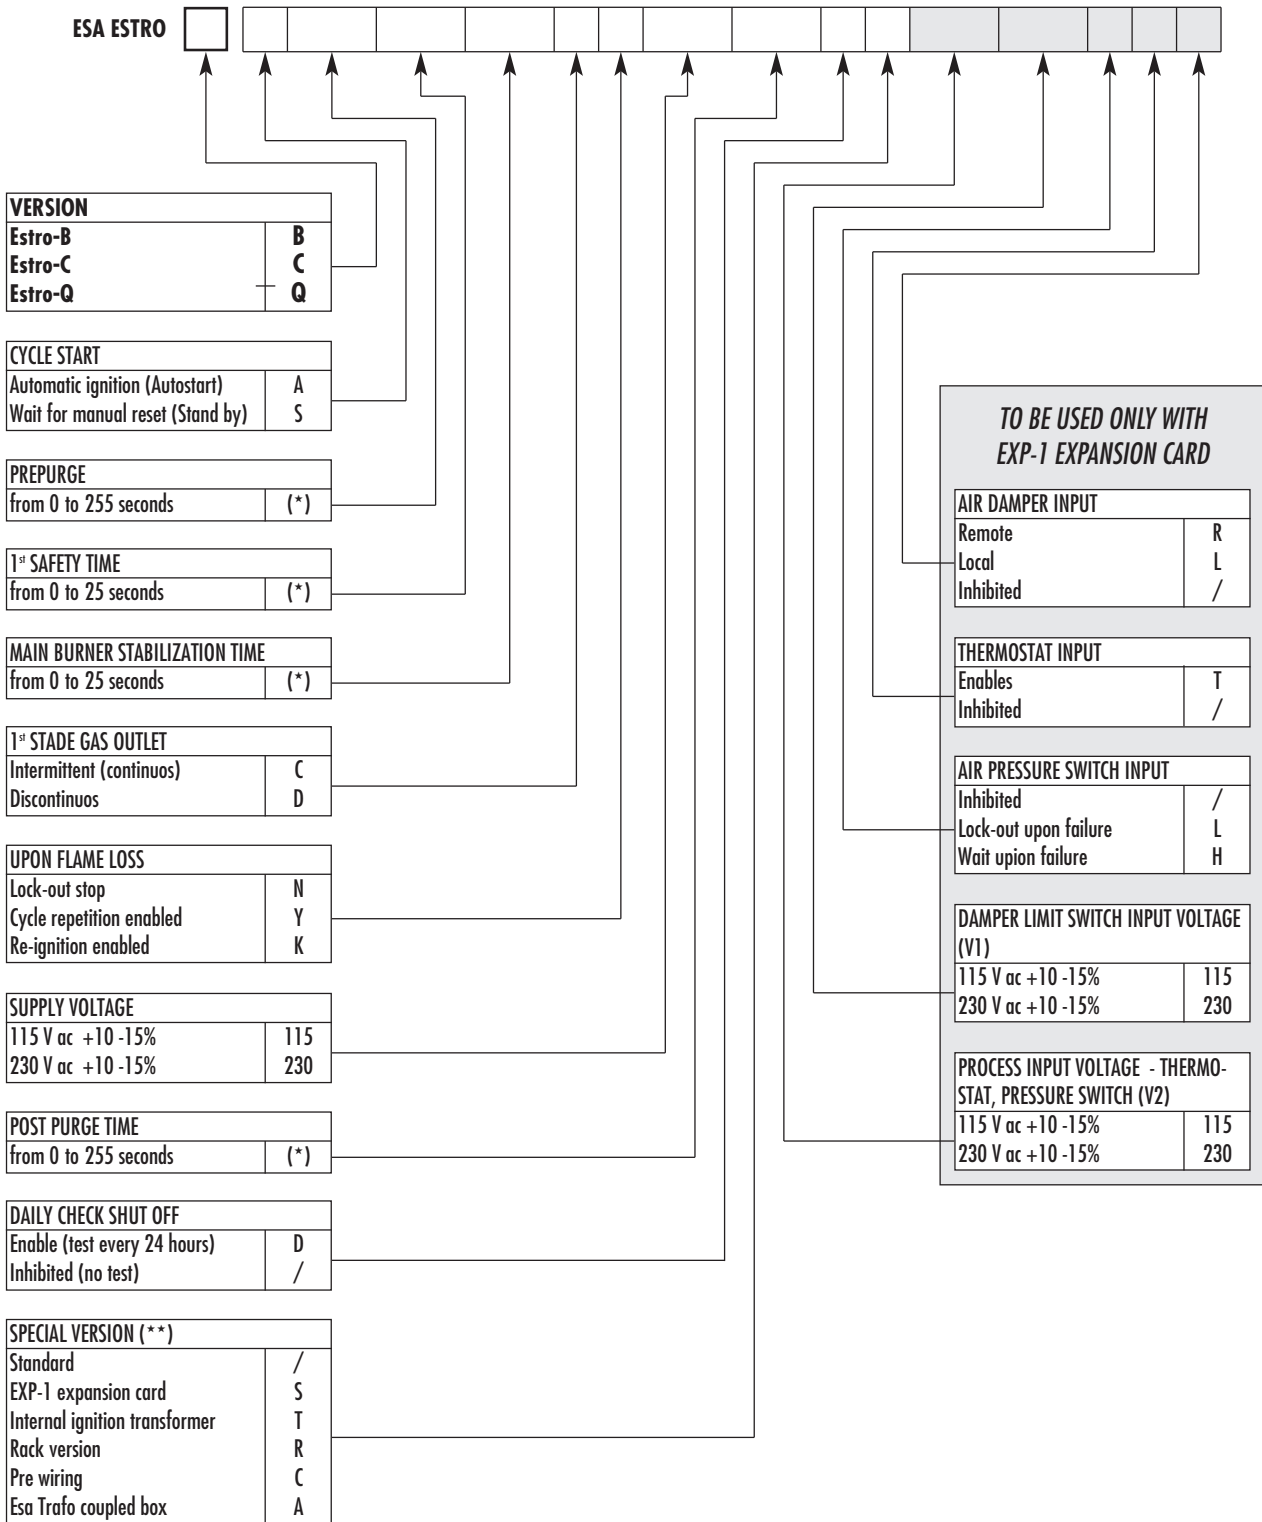 ESA ESTRO
VERSION
Estro-B B
Estro-C C
Estro-Q Q
CYCLE START
Automatic ignition (Autostart) A
Wait for manual reset (Stand by) S
PREPURGE
from 0 to 255 seconds (*)
1st SAFETY TIME
from 0 to 25 seconds (*)
MAIN BURNER STABILIZATION TIME
from 0 to 25 seconds (*)
1st STADE GAS OUTLET
Intermittent (continuos) C
Discontinuos D
UPON FLAME LOSS
Lock-out stop N
Cycle repetition enabled Y
Re-ignition enabled K
SUPPLY VOLTAGE
115 V ac +10 -15% 115
230 V ac +10 -15% 230
POST PURGE TIME
from 0 to 255 seconds (*)
DAILY CHECK SHUT OFF
Enable (test every 24 hours) D
Inhibited (no test) /
SPECIAL VERSION (**)
Standard /
EXP-1 expansion card S
Internal ignition transformer T
Rack version R
Pre wiring C
Esa Trafo coupled box A
TO BE USED ONLY WITH
EXP-1 EXPANSION CARD
AIR DAMPER INPUT
Remote R
Local L
Inhibited /
THERMOSTAT INPUT
Enables T
Inhibited /
AIR PRESSURE SWITCH INPUT
Inhibited /
Lock-out upon failure L
Wait upion failure H
DAMPER LIMIT SWITCH INPUT VOLTAGE
(V1)
115 V ac +10 -15% 115
230 V ac +10 -15% 230
PROCESS INPUT VOLTAGE - THERMO-
STAT, PRESSURE SWITCH (V2)
115 V ac +10 -15% 115
230 V ac +10 -15% 230